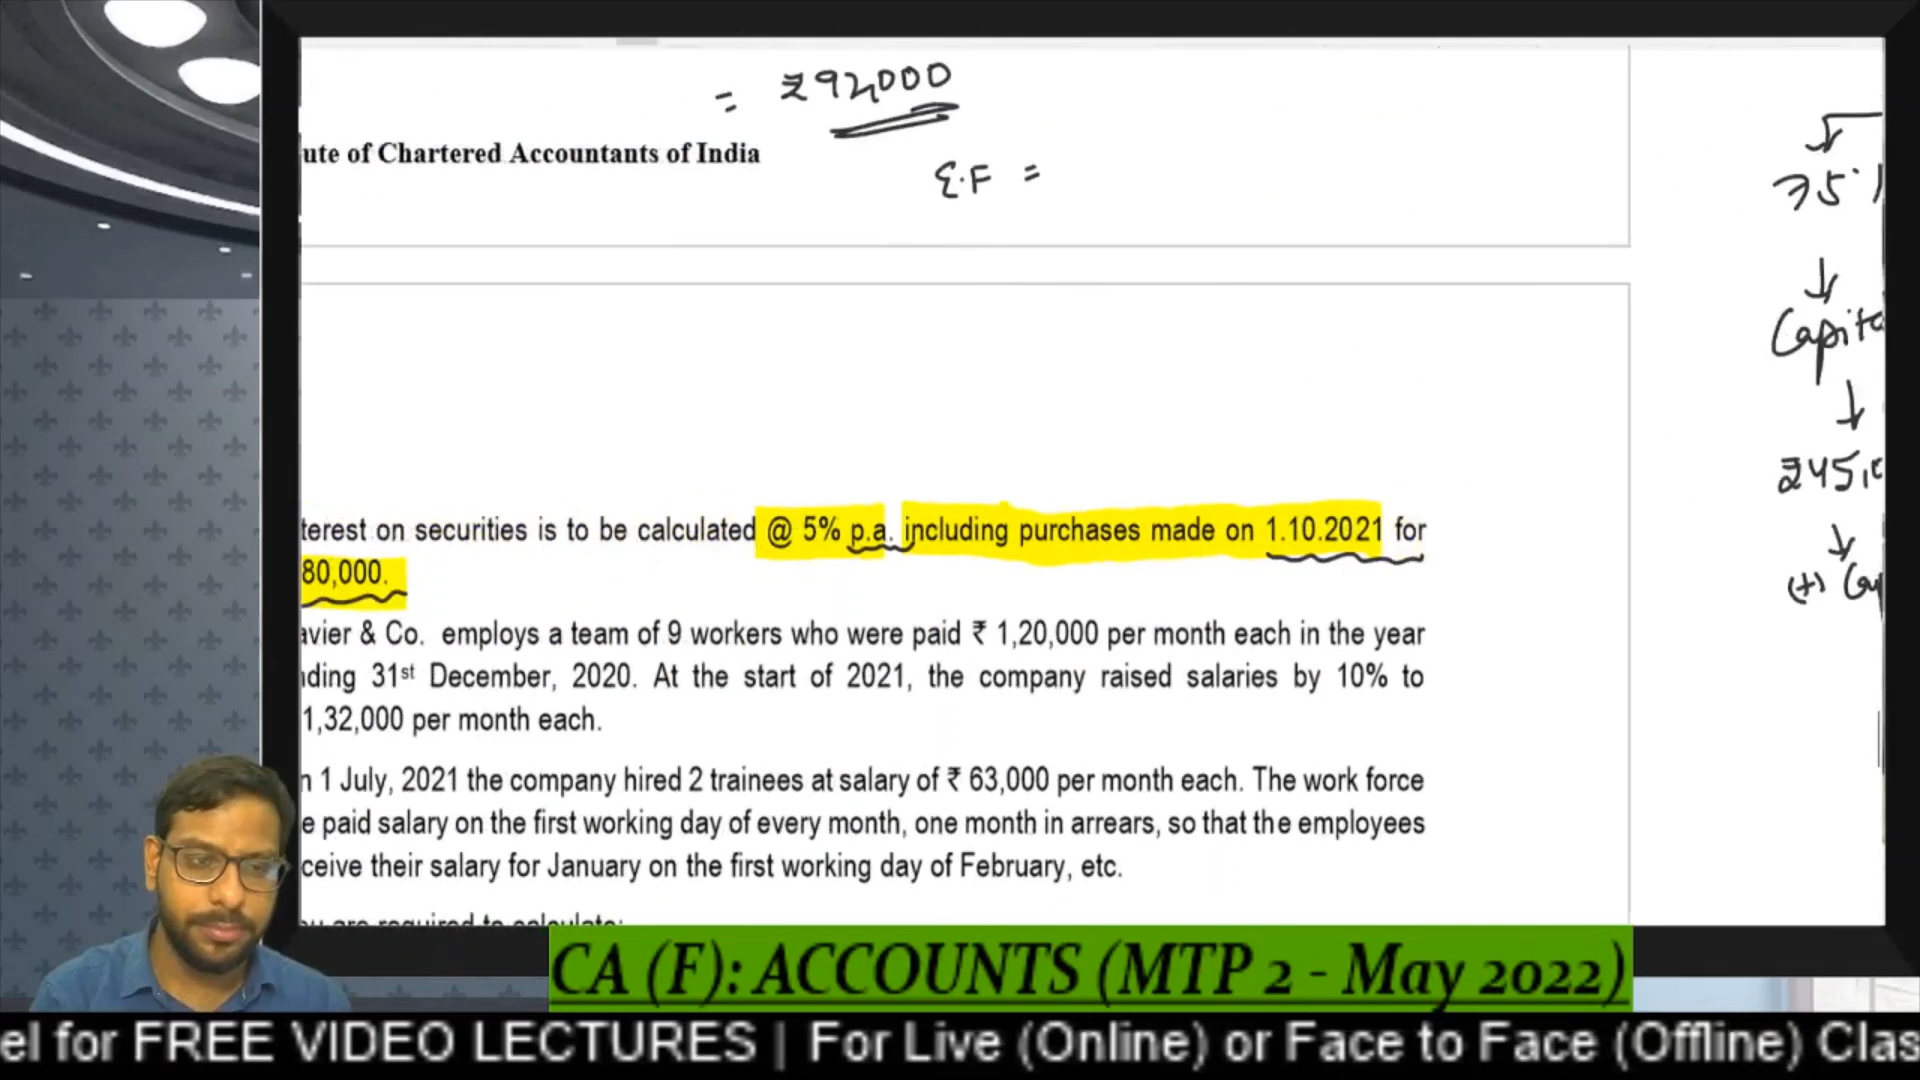 = ₹92,000
ute of Chartered Accountants of India
E.F =
terest on securities is to be calculated @ 5% p.a. including purchases made on 1.10.2021 for
80,000.
avier & Co. employs a team of 9 workers who were paid ₹ 1,20,000 per month each in the year
ding 31st December, 2020. At the start of 2021, the company raised salaries by 10% to
1,32,000 per month each.
n 1 July, 2021 the company hired 2 trainees at salary of ₹ 63,000 per month each. The work force
e paid salary on the first working day of every month, one month in arrears, so that the employees
ceive their salary for January on the first working day of February, etc.
are required to calculate:
Capita
₹45,0
CA (F): ACCOUNTS (MTP 2 - May 2022)
el for FREE VIDEO LECTURES | For Live (Online) or Face to Face (Offline) Clas